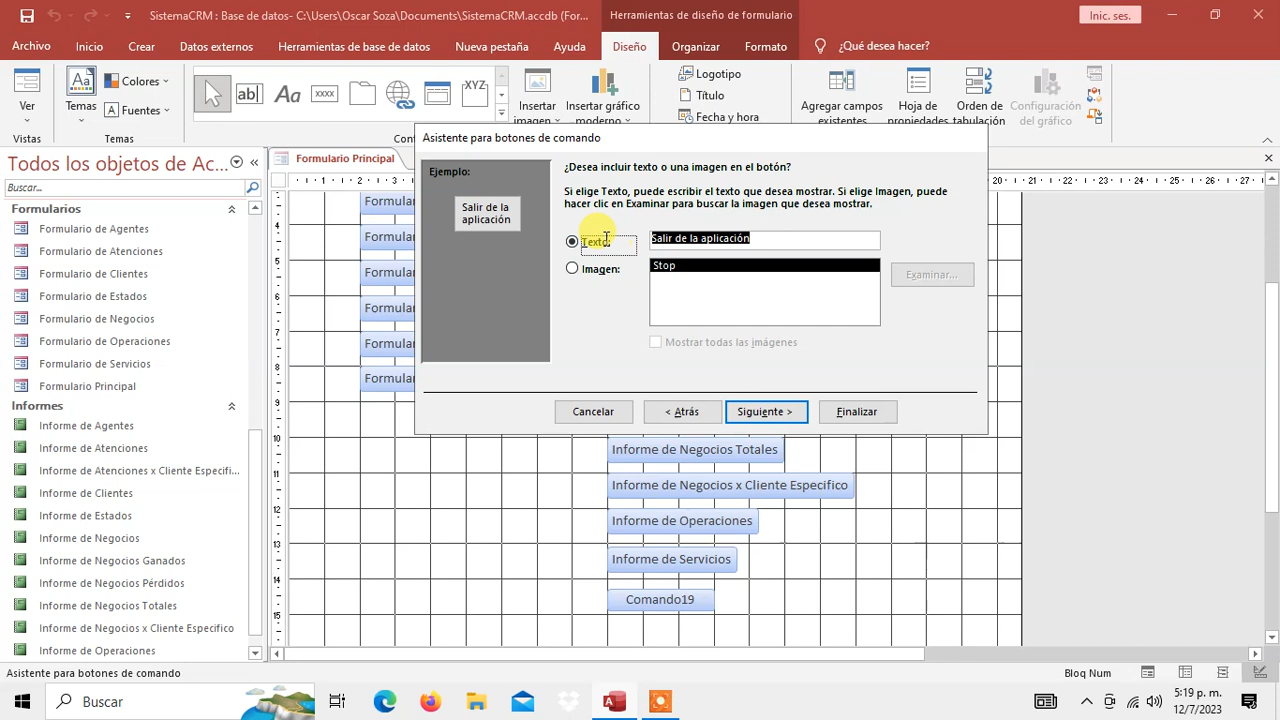 SistemaCRM : Base de datos- C:\Users\Oscar Soza\Documents\SistemaCRM.accdb (For...
Herramientas de diseño de formulario
Inic. ses.
Archivo
Inicio
Crear
Datos externos
Herramientas de base de datos
Nueva pestaña
Ayuda
Diseño
Organizar
Formato
¿Qué desea hacer?
Ver
Temas
Aa
Colores
Fuentes
ab
Aa
xxxx
XYZ
Insertar
imagen
Insertar gráfico
moderno
Logotipo
Título
Fecha y hora
Agregar campos
existentes
Hoja de
propiedades
Orden de
tabulación
Configuración
del gráfico
Vistas
Temas
Todos los objetos de Ac...
Buscar...
Formulario Principal
Formularios
Formulario de Agentes
Formulario de Atenciones
Formulario de Clientes
Formulario de Estados
Formulario de Negocios
Formulario de Operaciones
Formulario de Servicios
Formulario Principal
Informes
Informe de Agentes
Informe de Atenciones
Informe de Atenciones x Cliente Especifi...
Informe de Clientes
Informe de Estados
Informe de Negocios
Informe de Negocios Ganados
Informe de Negocios Pérdidos
Informe de Negocios Totales
Informe de Negocios x Cliente Especifico
Informe de Operaciones
Asistente para botones de comando
Ejemplo:
Salir de la
aplicación
¿Desea incluir texto o una imagen en el botón?
Si elige Texto, puede escribir el texto que desea mostrar. Si elige Imagen, puede
hacer clic en Examinar para buscar la imagen que desea mostrar.
Texto:
Salir de la aplicación
Imagen:
Stop
Examinar...
Mostrar todas las imágenes
Cancelar
< Atrás
Siguiente >
Finalizar
Informe de Negocios Totales
Informe de Negocios x Cliente Especifico
Informe de Operaciones
Informe de Servicios
Comando19
Asistente para botones de comando
Bloq Num
Buscar
5:19 p. m.
12/7/2023